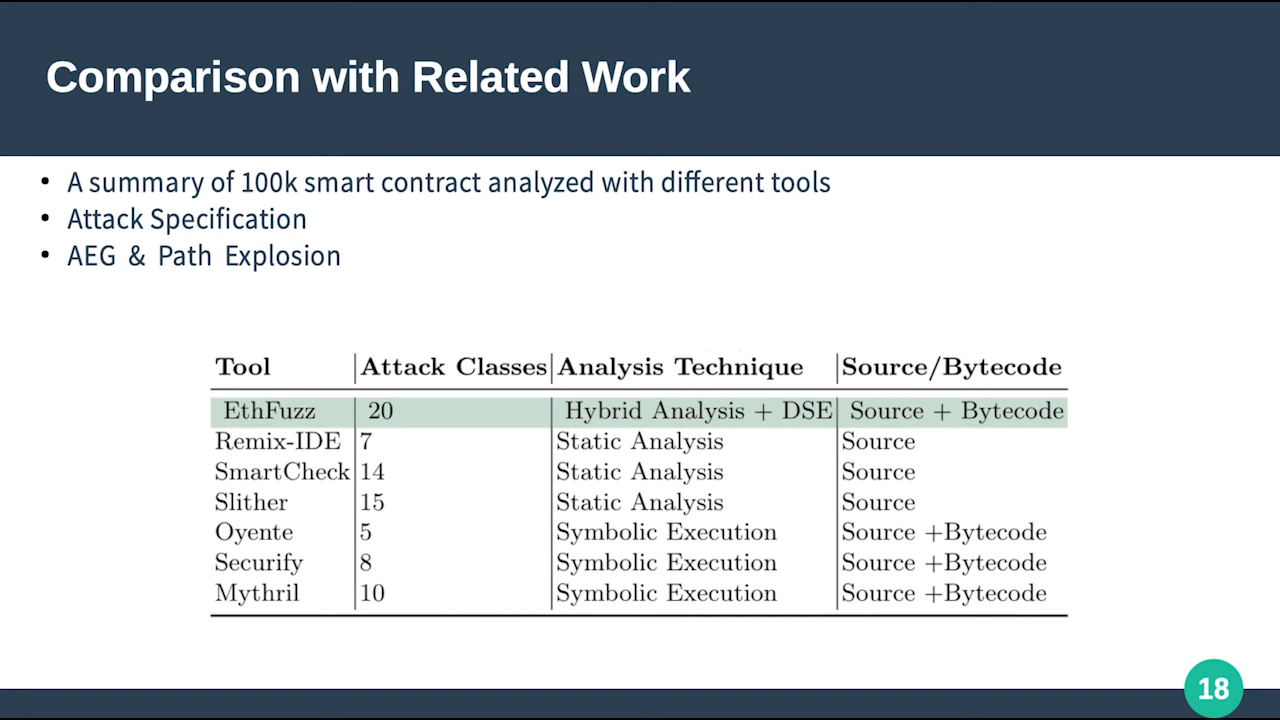 Comparison with Related Work
• A summary of 100k smart contract analyzed with different tools
• Attack Specification
• AEG & Path Explosion
Tool Attack Classes Analysis Technique Source/Bytecode
EthFuzz 20 Hybrid Analysis + DSE Source + Bytecode
Remix-IDE 7 Static Analysis Source
SmartCheck 14 Static Analysis Source
Slither 15 Static Analysis Source
Oyente 5 Symbolic Execution Source +Bytecode
Securify 8 Symbolic Execution Source +Bytecode
Mythril 10 Symbolic Execution Source +Bytecode
18